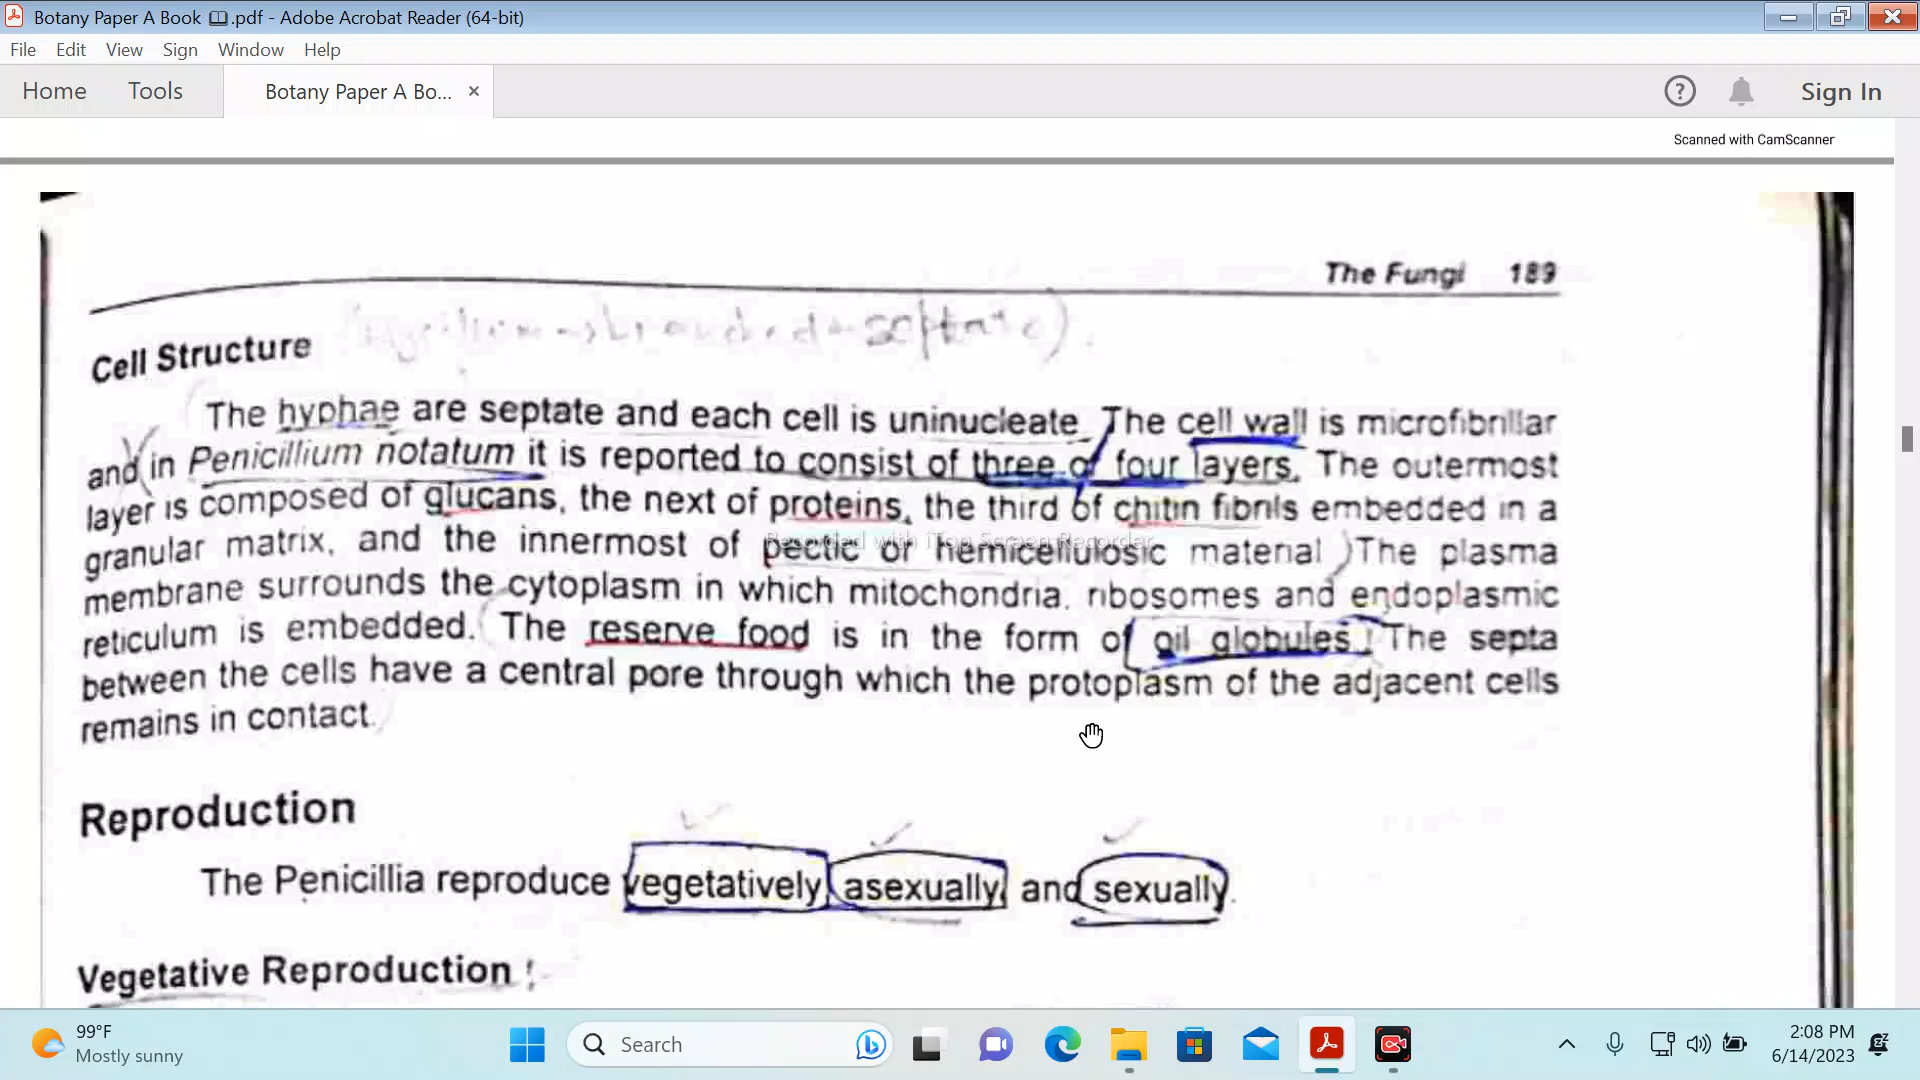 Botany Paper A Book 📖.pdf - Adobe Acrobat Reader (64-bit)
File Edit View Sign Window Help
Home Tools Botany Paper A Bo... × ? Sign In
Scanned with CamScanner
The Fungi 189
septate)
Cell Structure
The hyphae are septate and each cell is uninucleate. The cell wall is microfibrillar
and in Penicillium notatum it is reported to consist of three or four layers. The outermost
layer is composed of glucans, the next of proteins, the third of chitin fibrils embedded in a
granular matrix, and the innermost of pectic or hemicellulosic material. The plasma
Recorded with iTop Screen Recorder
membrane surrounds the cytoplasm in which mitochondria, ribosomes and endoplasmic
reticulum is embedded. The reserve food is in the form of oil globules. The septa
between the cells have a central pore through which the protoplasm of the adjacent cells
remains in contact.
Reproduction
The Penicillia reproduce vegetatively, asexually, and sexually.
Vegetative Reproduction :-
99°F
Mostly sunny
Search
2:08 PM
6/14/2023